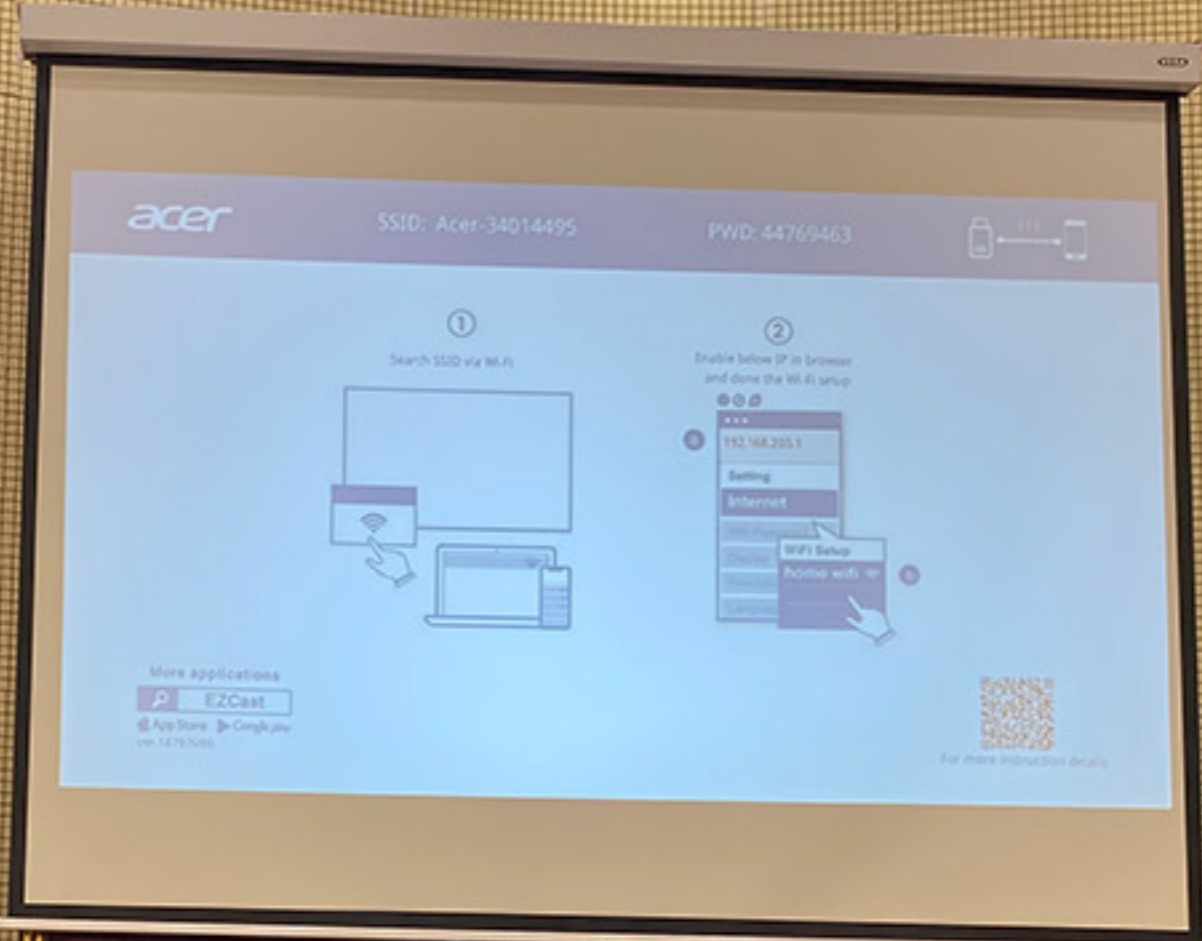 acer
SSID: Acer-34014495
PWD: 44769463
1
Search SSID via Wi-Fi
2
Enable below IP in browser
and done the Wi-Fi setup
192.168.203.1
Setting
Internet
WiFi Setup
home wifi
More applications
EZCast
App Store Google play
For more instruction details